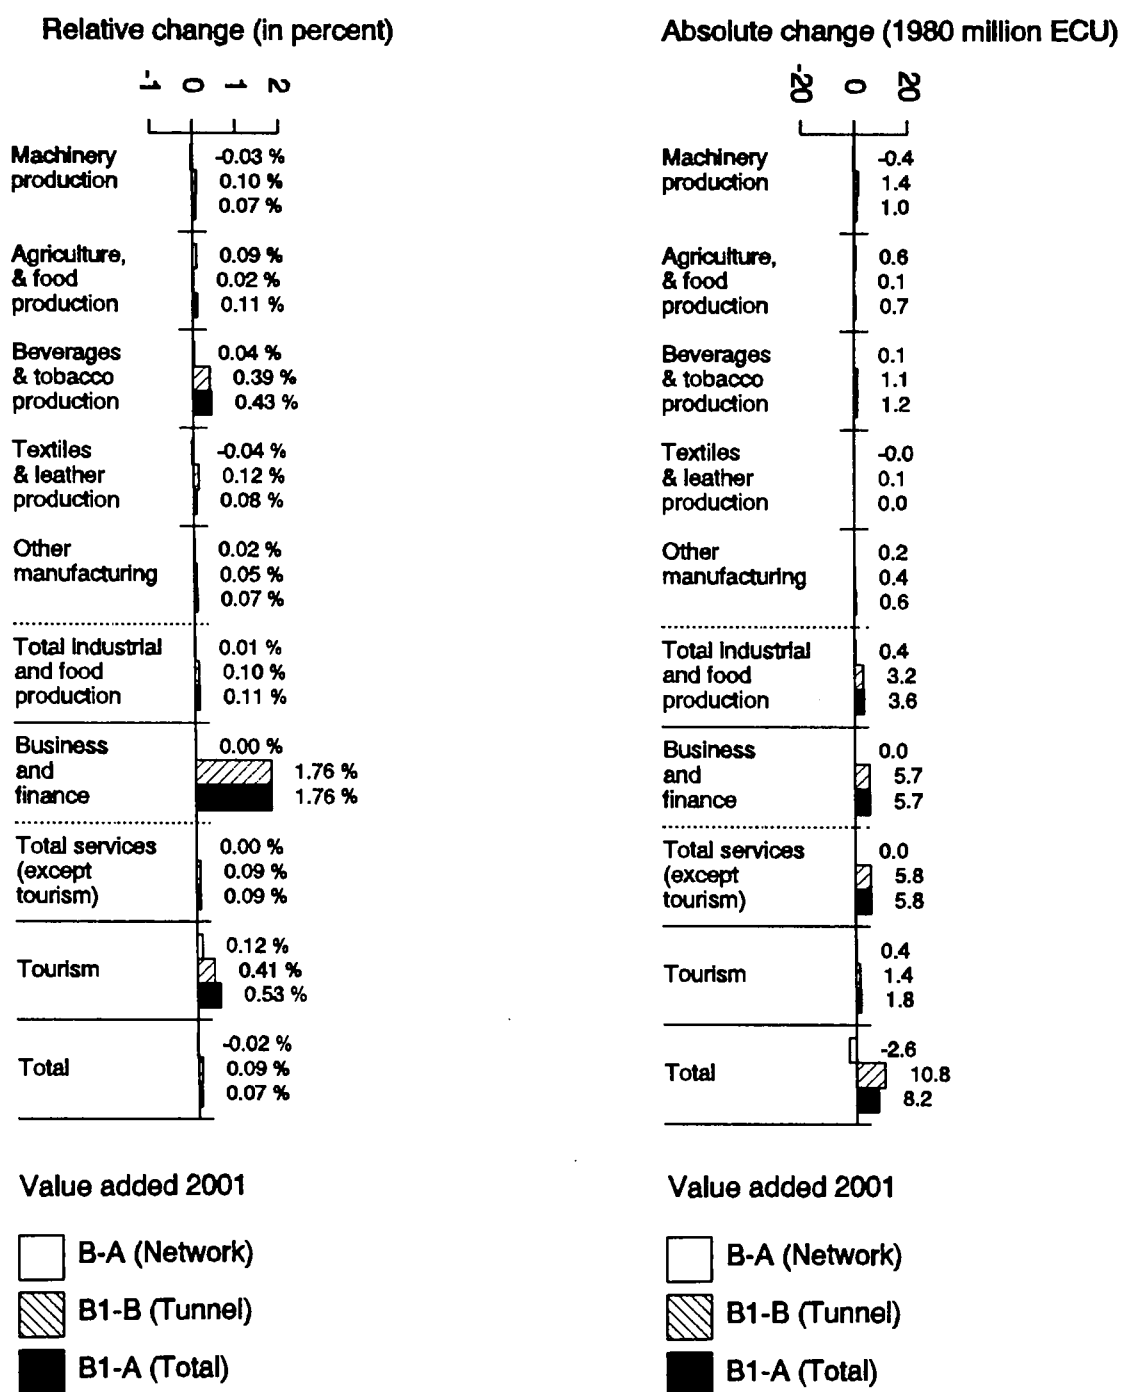 Relative change (in percent)
-1 0 1 2
Machinery
production
-0.03 %
0.10 %
0.07 %
Agriculture,
& food
production
0.09 %
0.02 %
0.11 %
Beverages
& tobacco
production
0.04 %
0.39 %
0.43 %
Textiles
& leather
production
-0.04 %
0.12 %
0.08 %
Other
manufacturing
0.02 %
0.05 %
0.07 %
Total industrial
and food
production
0.01 %
0.10 %
0.11 %
Business
and
finance
0.00 %
1.76 %
1.76 %
Total services
(except
tourism)
0.00 %
0.09 %
0.09 %
Tourism
0.12 %
0.41 %
0.53 %
Total
-0.02 %
0.09 %
0.07 %
Value added 2001
B-A (Network)
B1-B (Tunnel)
B1-A (Total)
Absolute change (1980 million ECU)
-20 0 20
Machinery
production
-0.4
1.4
1.0
Agriculture,
& food
production
0.6
0.1
0.7
Beverages
& tobacco
production
0.1
1.1
1.2
Textiles
& leather
production
-0.0
0.1
0.0
Other
manufacturing
0.2
0.4
0.6
Total industrial
and food
production
0.4
3.2
3.6
Business
and
finance
0.0
5.7
5.7
Total services
(except
tourism)
0.0
5.8
5.8
Tourism
0.4
1.4
1.8
Total
-2.6
10.8
8.2
Value added 2001
B-A (Network)
B1-B (Tunnel)
B1-A (Total)